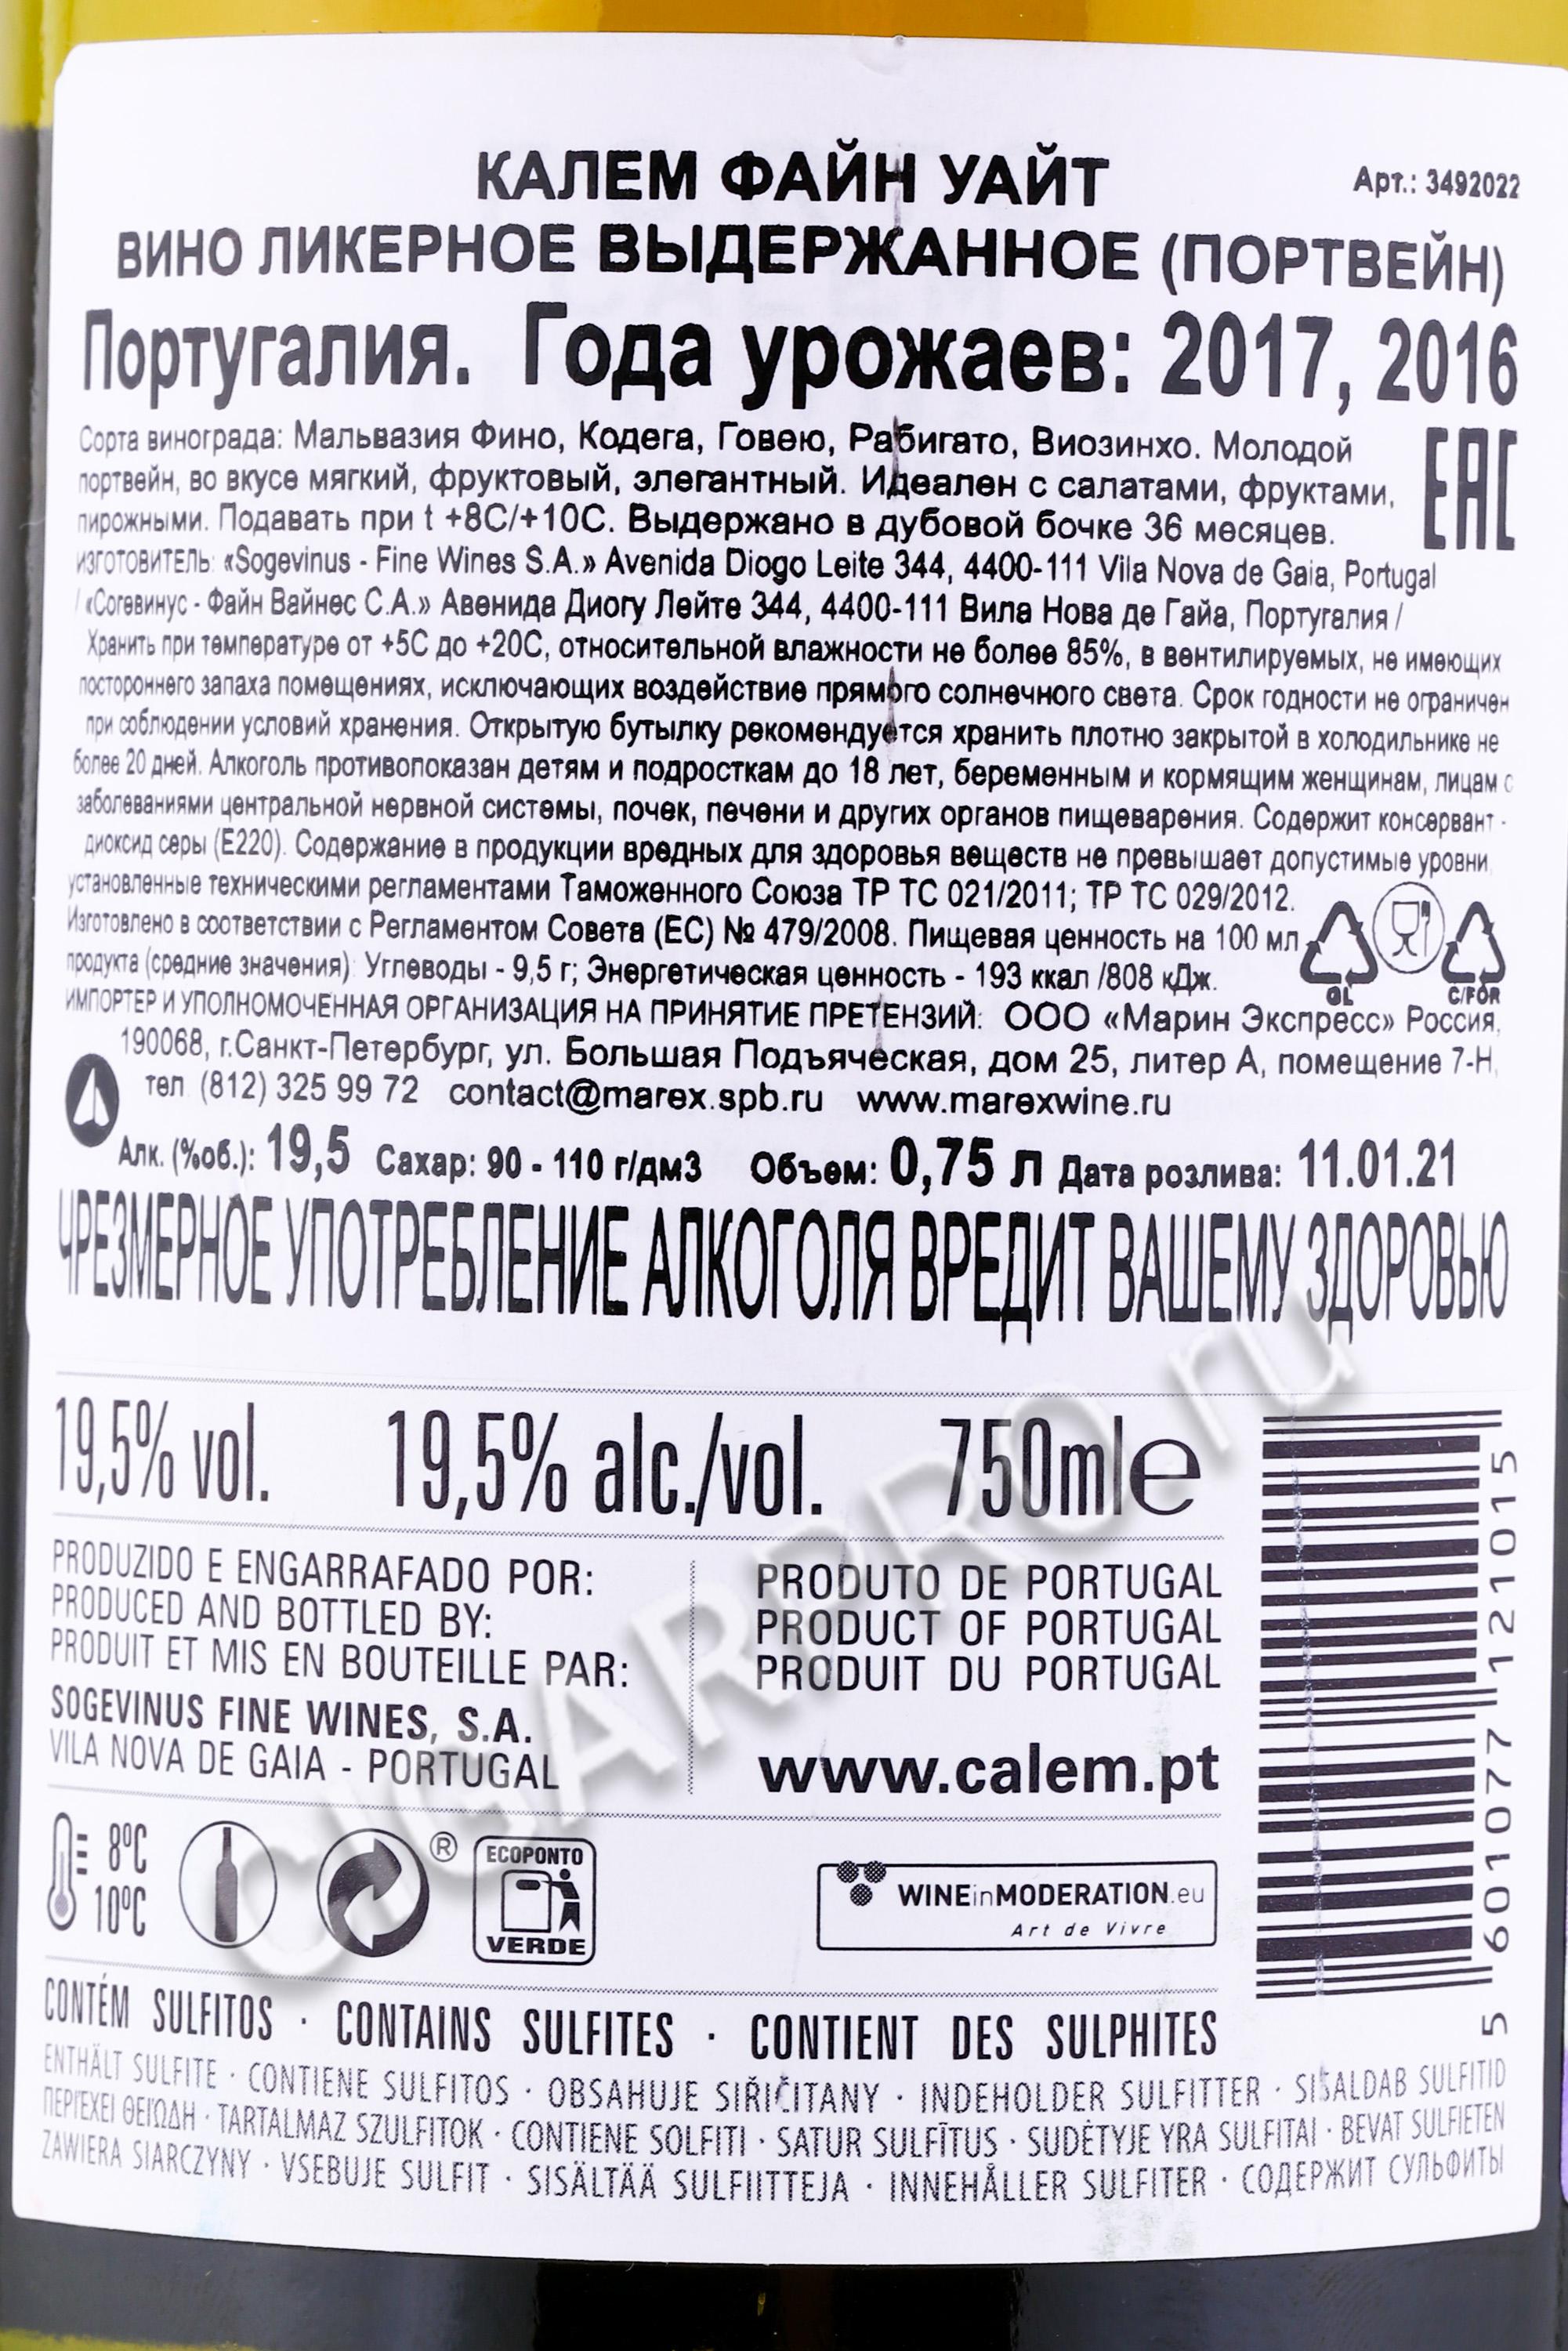 КАЛЕМ ФАЙН УАЙТ
Арт.: 3492022
ВИНО ЛИКЕРНОЕ ВЫДЕРЖАННОЕ (ПОРТВЕЙН)
Португалия. Года урожаев: 2017, 2016
Сорта винограда: Мальвазия Фино, Кодега, Говею, Рабигато, Виозинхо. Молодой
портвейн, во вкусе мягкий, фруктовый, элегантный. Идеален с салатами, фруктами,
пирожными. Подавать при t +8C/+10C. Выдержано в дубовой бочке 36 месяцев.
EAC
ИЗГОТОВИТЕЛЬ: «Sogevinus - Fine Wines S.A.» Avenida Diogo Leite 344, 4400-111 Vila Nova de Gaia, Portugal
/ «Согевинус - Файн Вайнес С.А.» Авенида Диогу Лейте 344, 4400-111 Вила Нова де Гайа, Португалия /
Хранить при температуре от +5С до +20С, относительной влажности не более 85%, в вентилируемых, не имеющих
постороннего запаха помещениях, исключающих воздействие прямого солнечного света. Срок годности не ограничен
при соблюдении условий хранения. Открытую бутылку рекомендуется хранить плотно закрытой в холодильнике не
более 20 дней. Алкоголь противопоказан детям и подросткам до 18 лет, беременным и кормящим женщинам, лицам с
заболеваниями центральной нервной системы, почек, печени и других органов пищеварения. Содержит консервант -
диоксид серы (Е220). Содержание в продукции вредных для здоровья веществ не превышает допустимые уровни,
установленные техническими регламентами Таможенного Союза ТР ТС 021/2011; ТР ТС 029/2012.
Изготовлено в соответствии с Регламентом Совета (ЕС) № 479/2008. Пищевая ценность на 100 мл
продукта (средние значения): Углеводы - 9,5 г; Энергетическая ценность - 193 ккал /808 кДж.
GL C/FOR
ИМПОРТЕР И УПОЛНОМОЧЕННАЯ ОРГАНИЗАЦИЯ НА ПРИНЯТИЕ ПРЕТЕНЗИЙ: ООО «Марин Экспресс» Россия,
190068, г.Санкт-Петербург, ул. Большая Подъяческая, дом 25, литер А, помещение 7-Н,
тел. (812) 325 99 72 contact@marex.spb.ru www.marexwine.ru
Алк. (%об.): 19,5 Сахар: 90 - 110 г/дм3 Объем: 0,75 л Дата розлива: 11.01.21
ЧРЕЗМЕРНОЕ УПОТРЕБЛЕНИЕ АЛКОГОЛЯ ВРЕДИТ ВАШЕМУ ЗДОРОВЬЮ
19,5% vol. 19,5% alc./vol. 750ml℮
PRODUZIDO E ENGARRAFADO POR:
PRODUCED AND BOTTLED BY:
PRODUIT ET MIS EN BOUTEILLE PAR:
SOGEVINUS FINE WINES, S.A.
VILA NOVA DE GAIA - PORTUGAL
PRODUTO DE PORTUGAL
PRODUCT OF PORTUGAL
PRODUIT DU PORTUGAL
www.calem.pt
5 601077 121015
8ºC
10ºC
®
ECOPONTO
VERDE
WINEinMODERATION.eu
Art de Vivre
CONTÉM SULFITOS · CONTAINS SULFITES · CONTIENT DES SULPHITES
ENTHÄLT SULFITE · CONTIENE SULFITOS · OBSAHUJE SIŘIČITANY · INDEHOLDER SULFITTER · SISALDAB SULFITID
ΠΕΡΙΕΧΕΙ ΘΕΙΩΔΗ · TARTALMAZ SZULFITOK · CONTIENE SOLFITI · SATUR SULFĪTUS · SUDĖTYJE YRA SULFITAI · BEVAT SULFIETEN
ZAWIERA SIARCZYNY · VSEBUJE SULFIT · SISÄLTÄÄ SULFIITTEJA · INNEHÅLLER SULFITER · СОДЕРЖИТ СУЛЬФИТЫ
CIGARPRO.ru